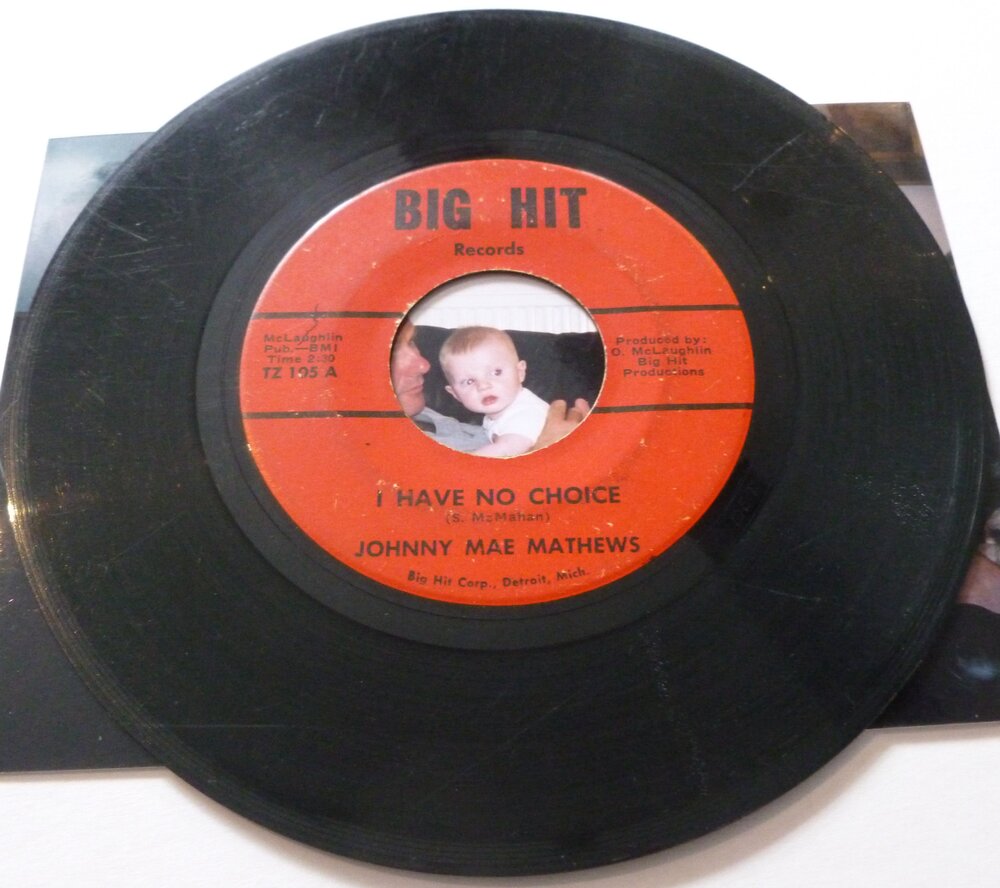 BIG HIT
Records
McLaughlin
Pub.—BMI
Time 2:30
TZ 105 A
Produced by:
O. McLaughlin
Big Hit
Productions
I HAVE NO CHOICE
(S. McMahan)
JOHNNY MAE MATHEWS
Big Hit Corp., Detroit, Mich.